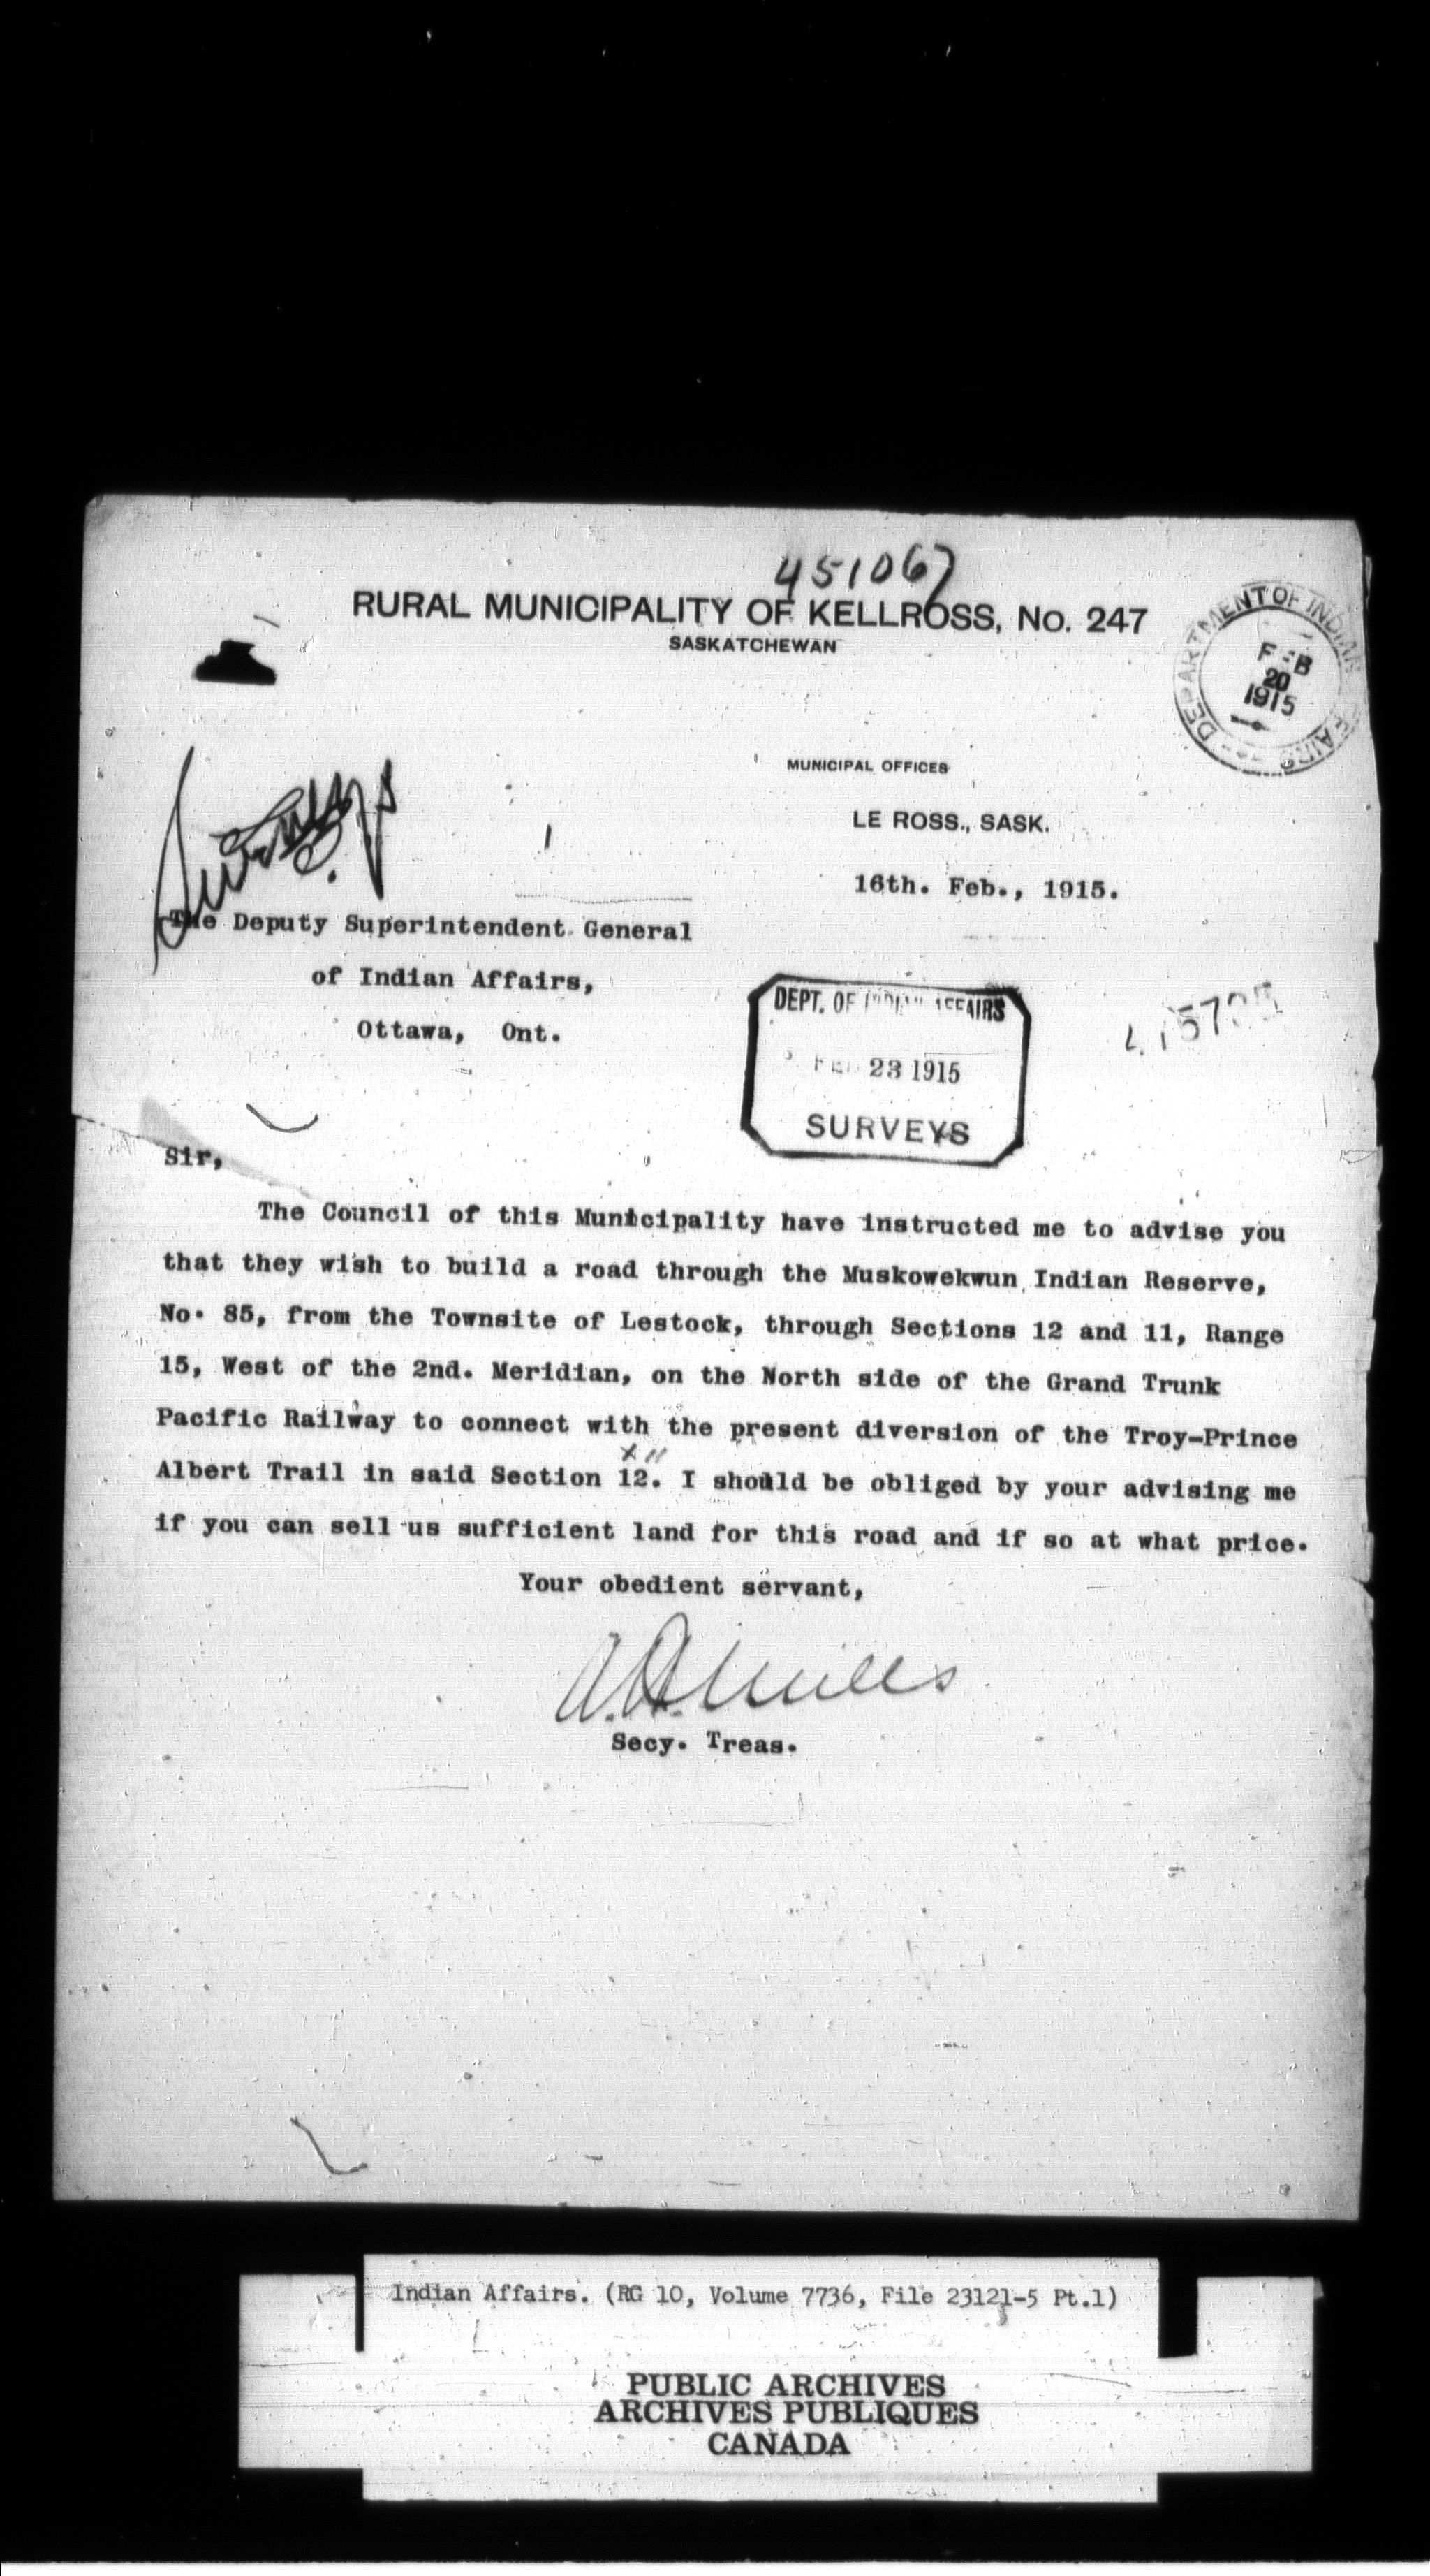 451067
RURAL MUNICIPALITY OF KELLROSS, No. 247
SASKATCHEWAN
DEPARTMENT OF INDIAN AFFAIRS
FEB
20
1915
MUNICIPAL OFFICES
LE ROSS., SASK.
16th. Feb., 1915.
Surveys
The Deputy Superintendent General
of Indian Affairs,
Ottawa, Ont.
DEPT. OF INDIAN AFFAIRS
FEB 23 1915
SURVEYS
Sir,
The Council of this Municipality have instructed me to advise you
that they wish to build a road through the Muskowekwun Indian Reserve,
No. 85, from the Townsite of Lestock, through Sections 12 and 11, Range
15, West of the 2nd. Meridian, on the North side of the Grand Trunk
Pacific Railway to connect with the present diversion of the Troy-Prince
x 11
Albert Trail in said Section 12. I should be obliged by your advising me
if you can sell us sufficient land for this road and if so at what price.
Your obedient servant,
Mills
Secy. Treas.
Indian Affairs. (RG 10, Volume 7736, File 23121-5 Pt.1)
PUBLIC ARCHIVES
ARCHIVES PUBLIQUES
CANADA